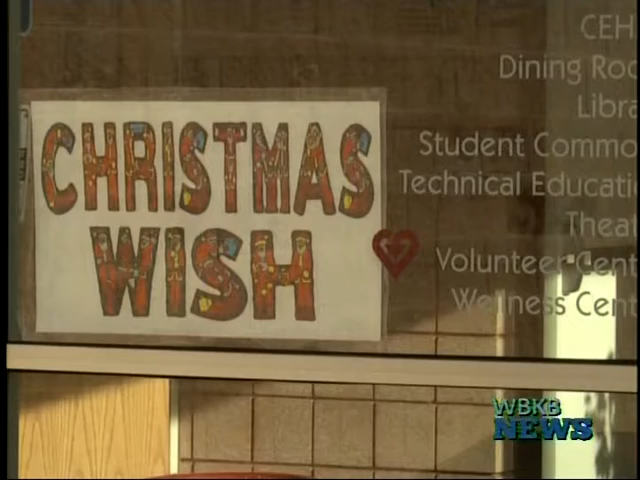 CHRISTMAS
WISH
CEH
Dining Roo
Libra
Student Commo
Technical Educati
Theat
Volunteer Cent
Wellness Cent
WBKB
NEWS